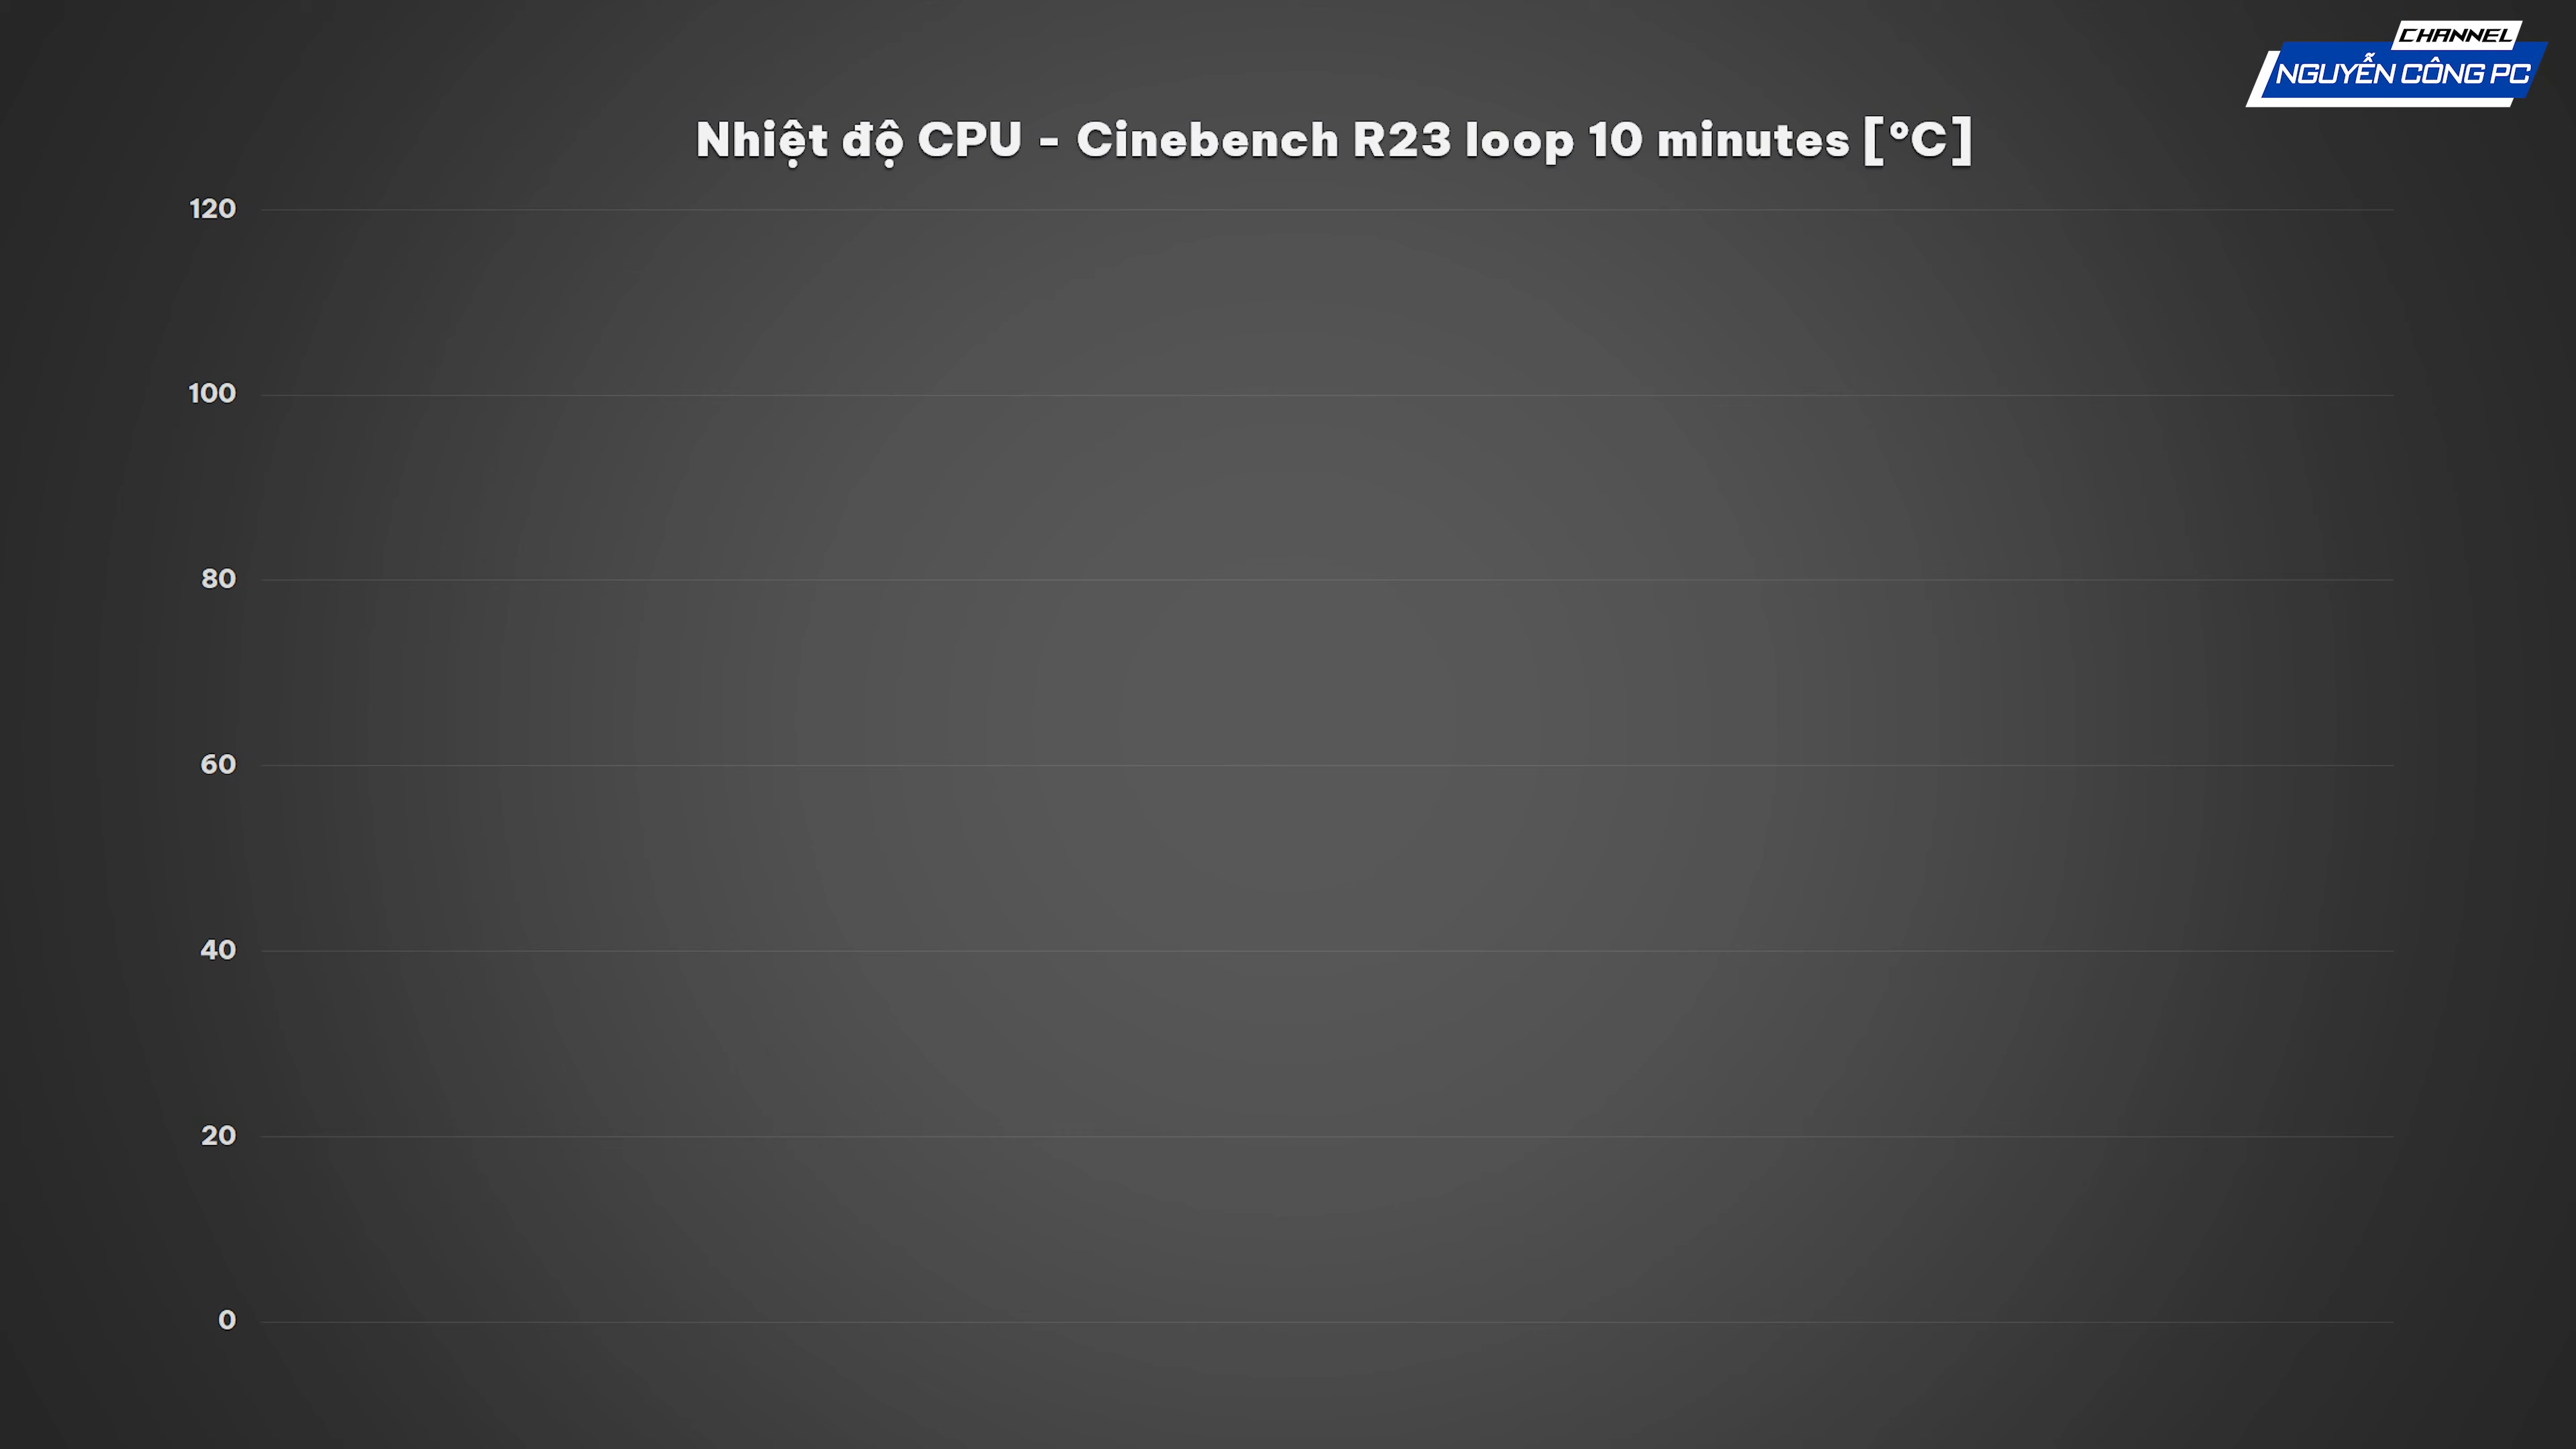 CHANNEL
NGUYỄN CÔNG PC
Nhiệt độ CPU - Cinebench R23 loop 10 minutes [°C]
120
100
80
60
40
20
0